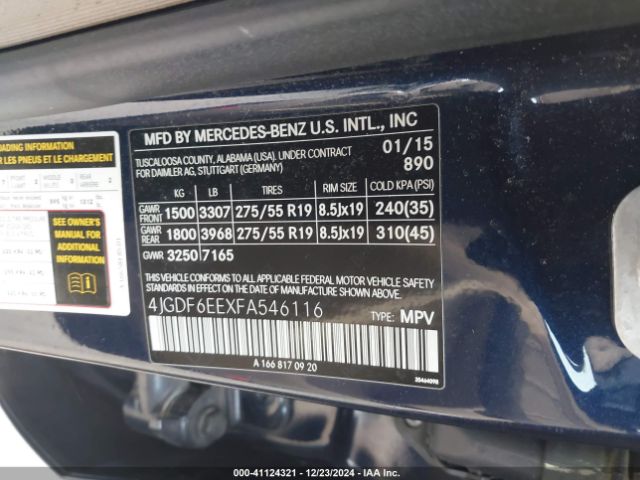 MFD BY MERCEDES-BENZ U.S. INTL., INC
TUSCALOOSA COUNTY, ALABAMA (USA). UNDER CONTRACT
FOR DAIMLER AG, STUTTGART (GERMANY)
01/15
890
KG LB TIRES RIM SIZE COLD KPA (PSI)
GAWR FRONT 1500 3307 275/55 R19 8.5Jx19 240(35)
GAWR REAR 1800 3968 275/55 R19 8.5Jx19 310(45)
GVWR 3250 7165
THIS VEHICLE CONFORMS TO ALL APPLICABLE FEDERAL MOTOR VEHICLE SAFETY
STANDARDS IN EFFECT ON THE DATE OF MANUFACTURE SHOWN ABOVE.
4JGDF6EEXFA546116
TYPE: MPV
A 166 817 09 20
LOADING INFORMATION
LES PNEUS ET LE CHARGEMENT
SEE OWNER'S
MANUAL FOR
ADDITIONAL
INFORMATION
000-41124321 - 12/23/2024 - IAA Inc.